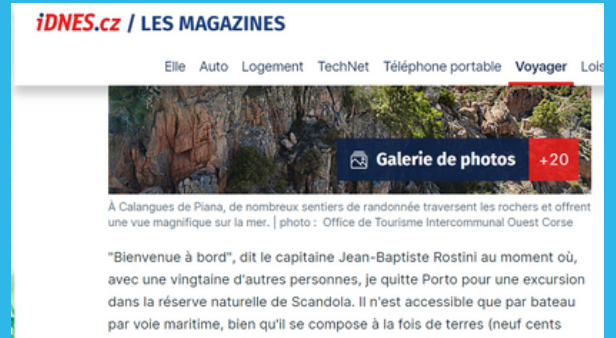 iDNES.cz / LES MAGAZINES
Elle Auto Logement TechNet Téléphone portable Voyager Lois
Galerie de photos +20
À Calangues de Piana, de nombreux sentiers de randonnée traversent les rochers et offrent
une vue magnifique sur la mer. | photo : Office de Tourisme Intercommunal Ouest Corse
"Bienvenue à bord", dit le capitaine Jean-Baptiste Rostini au moment où,
avec une vingtaine d'autres personnes, je quitte Porto pour une excursion
dans la réserve naturelle de Scandola. Il n'est accessible que par bateau
par voie maritime, bien qu'il se compose à la fois de terres (neuf cents